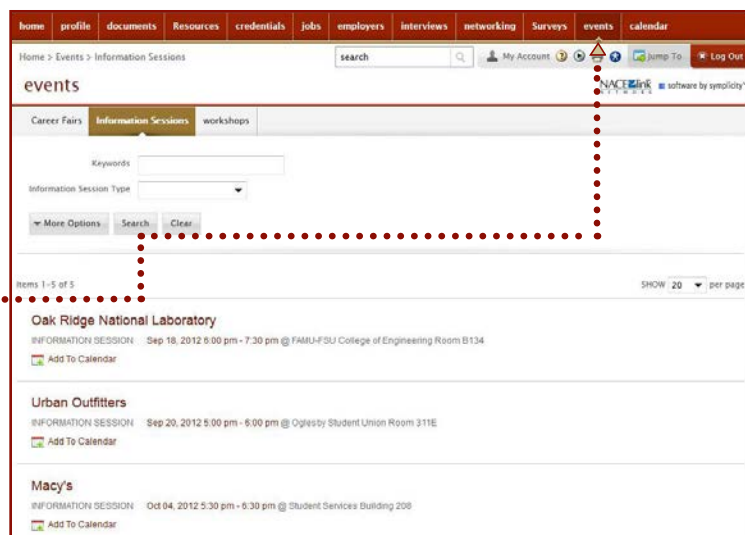 home profile documents Resources credentials jobs employers interviews networking Surveys events calendar
Home > Events > Information Sessions search My Account Jump To Log Out
events NACElink NETWORK software by symplicity
Career Fairs Information Sessions workshops
Keywords
Information Session Type
More Options Search Clear
Items 1-5 of 5 SHOW 20 per page
Oak Ridge National Laboratory
INFORMATION SESSION Sep 18, 2012 6:00 pm - 7:30 pm @ FAMU-FSU College of Engineering Room B134
Add To Calendar
Urban Outfitters
INFORMATION SESSION Sep 20, 2012 5:00 pm - 6:00 pm @ Oglesby Student Union Room 311E
Add To Calendar
Macy's
INFORMATION SESSION Oct 04, 2012 5:30 pm - 6:30 pm @ Student Services Building 208
Add To Calendar